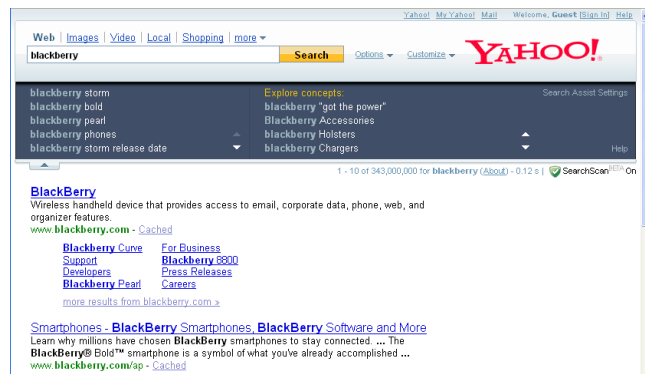 Yahoo! My Yahoo! Mail Welcome, Guest [Sign In] Help
Web | Images | Video | Local | Shopping | more
blackberry Search Options Customize YAHOO!
blackberry storm
blackberry bold
blackberry pearl
blackberry phones
blackberry storm release date
Explore concepts:
blackberry "got the power"
Blackberry Accessories
blackberry Holsters
blackberry Chargers
Search Assist Settings
Help
1 - 10 of 343,000,000 for blackberry (About) - 0.12 s | SearchScan BETA On
BlackBerry
Wireless handheld device that provides access to email, corporate data, phone, web, and
organizer features.
www.blackberry.com - Cached
Blackberry Curve
Support
Developers
Blackberry Pearl
For Business
Blackberry 8800
Press Releases
Careers
more results from blackberry.com »
Smartphones - BlackBerry Smartphones, BlackBerry Software and More
Learn why millions have chosen BlackBerry smartphones to stay connected. ... The
BlackBerry® Bold™ smartphone is a symbol of what you've already accomplished ...
www.blackberry.com/ap - Cached